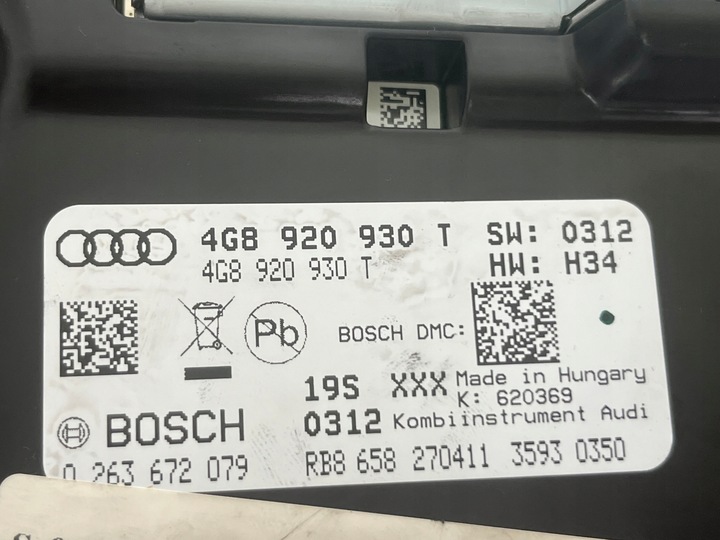 4G8 920 930 T SW: 0312
4G8 920 930 T HW: H34
Pb BOSCH DMC:
19S XXX Made in Hungary
K: 620369
BOSCH 0312 Kombiinstrument Audi
0 263 672 079 RB8 658 270411 3593 0350